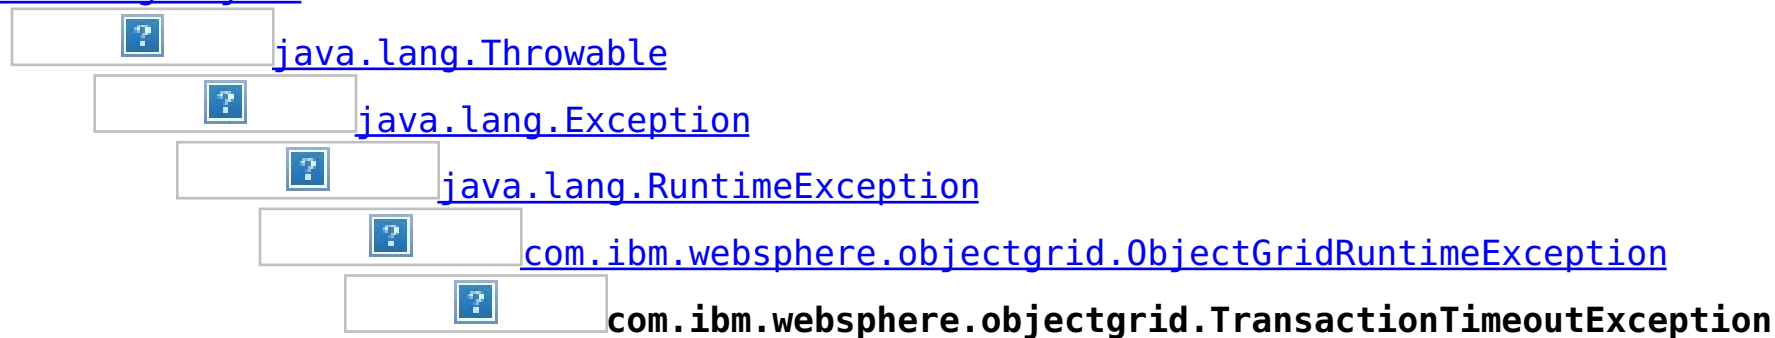 java.lang.Throwable
java.lang.Exception
java.lang.RuntimeException
com.ibm.websphere.objectgrid.ObjectGridRuntimeException
com.ibm.websphere.objectgrid.TransactionTimeoutException